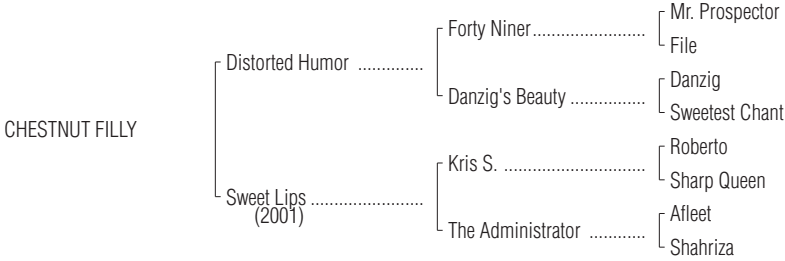 Mr. Prospector
Forty Niner........................
File
Distorted Humor ..............
Danzig
Danzig's Beauty ................
Sweetest Chant
CHESTNUT FILLY
Roberto
Kris S. ..............................
Sharp Queen
Sweet Lips ........................
(2001)
Afleet
The Administrator ............
Shahriza